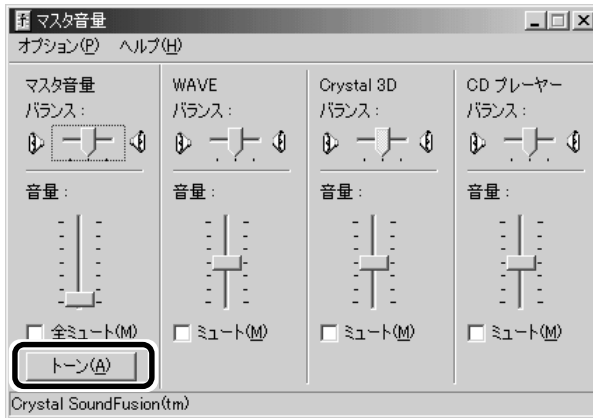 マスタ音量
オプション(P) ヘルプ(H)
マスタ音量
バランス:
音量:
全ミュート(M)
トーン(A)
WAVE
バランス:
音量:
ミュート(M)
Crystal 3D
バランス:
音量:
ミュート(M)
CD プレーヤー
バランス:
音量:
ミュート(M)
Crystal SoundFusion(tm)